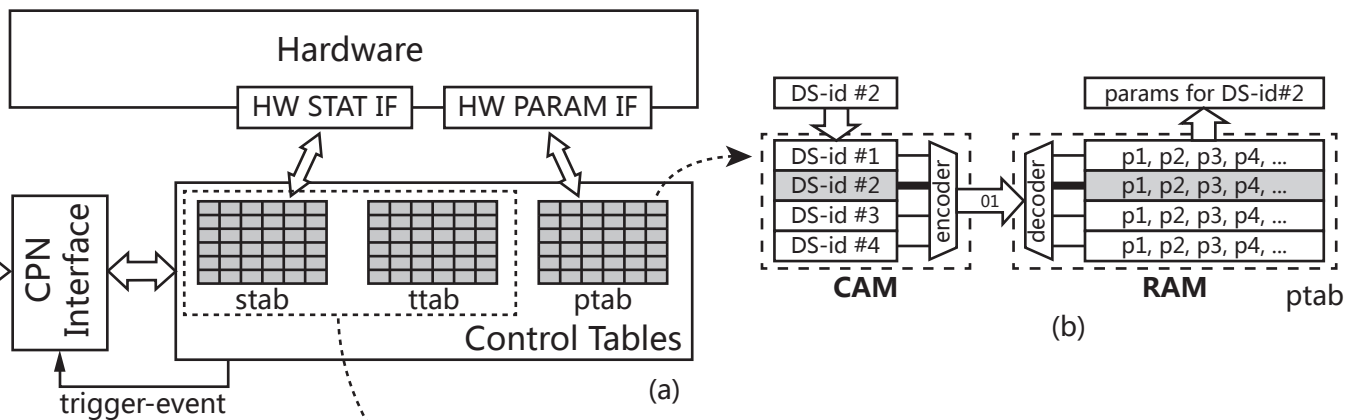 Hardware
HW STAT IF
HW PARAM IF
CPN
Interface
stab
ttab
ptab
Control Tables
trigger-event
(a)
DS-id #2
DS-id #1
DS-id #2
DS-id #3
DS-id #4
encoder
CAM
01
params for DS-id#2
decoder
p1, p2, p3, p4, ...
p1, p2, p3, p4, ...
p1, p2, p3, p4, ...
p1, p2, p3, p4, ...
RAM
ptab
(b)